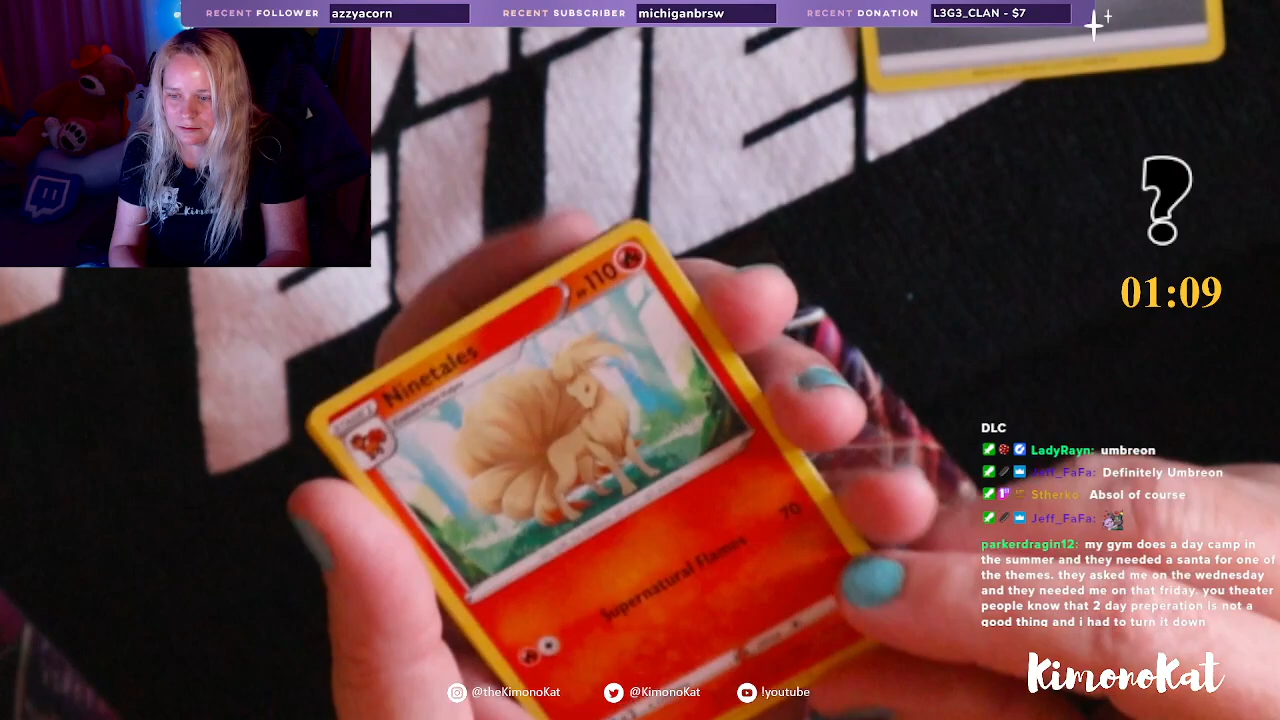 RECENT FOLLOWER azzyacorn RECENT SUBSCRIBER michiganbrsw RECENT DONATION L3G3_CLAN - $7
01:09
Ninetales
HP 110
70
Supernatural Flames
DLC
LadyRayn: umbreon
Jeff_FaFa: Definitely Umbreon
Stherko: Absol of course
Jeff_FaFa:
parkerdragin12: my gym does a day camp in
the summer and they needed a santa for one of
the themes. they asked me on the wednesday
and they needed me on that friday. you theater
people know that 2 day preperation is not a
good thing and i had to turn it down
KimonoKat
@theKimonoKat @KimonoKat !youtube